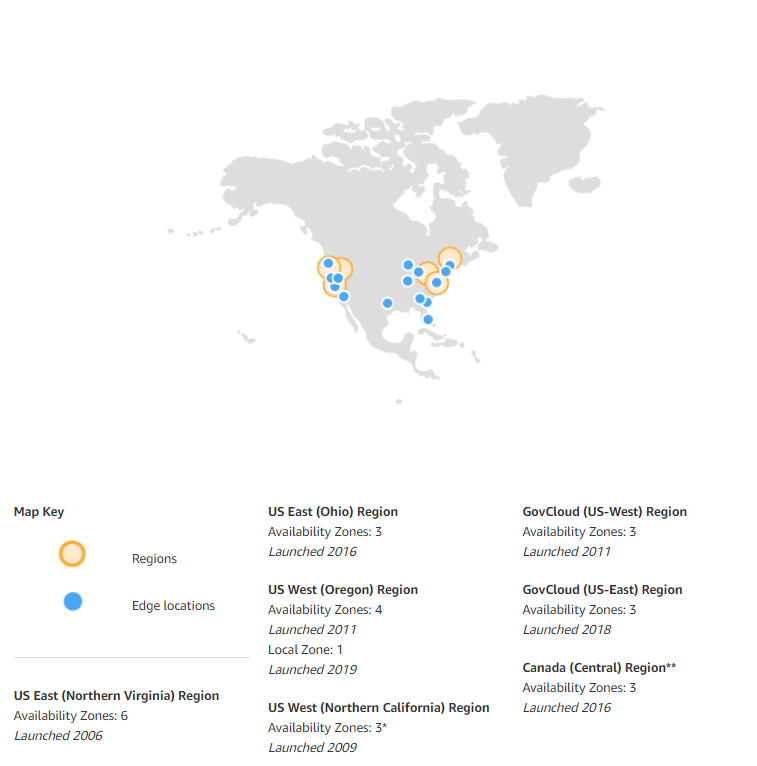 Map Key
Regions
Edge locations
US East (Northern Virginia) Region
Availability Zones: 6
Launched 2006
US East (Ohio) Region
Availability Zones: 3
Launched 2016
US West (Oregon) Region
Availability Zones: 4
Launched 2011
Local Zone: 1
Launched 2019
US West (Northern California) Region
Availability Zones: 3*
Launched 2009
GovCloud (US-West) Region
Availability Zones: 3
Launched 2011
GovCloud (US-East) Region
Availability Zones: 3
Launched 2018
Canada (Central) Region**
Availability Zones: 3
Launched 2016